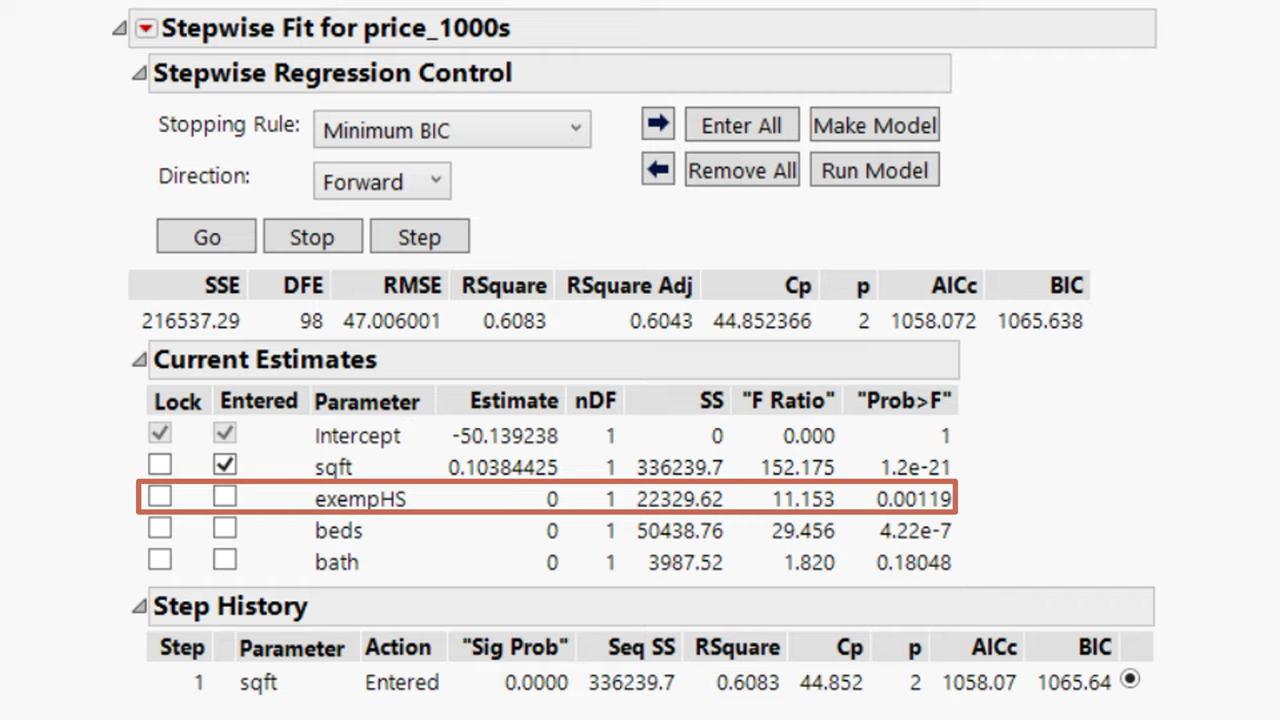 Stepwise Fit for price_1000s
Stepwise Regression Control
Stopping Rule: Minimum BIC Enter All Make Model
Direction: Forward Remove All Run Model
Go Stop Step
SSE DFE RMSE RSquare RSquare Adj Cp p AICc BIC
216537.29 98 47.006001 0.6083 0.6043 44.852366 2 1058.072 1065.638
Current Estimates
Lock Entered Parameter Estimate nDF SS "F Ratio" "Prob>F"
Intercept -50.139238 1 0 0.000 1
sqft 0.10384425 1 336239.7 152.175 1.2e-21
exempHS 0 1 22329.62 11.153 0.00119
beds 0 1 50438.76 29.456 4.22e-7
bath 0 1 3987.52 1.820 0.18048
Step History
Step Parameter Action "Sig Prob" Seq SS RSquare Cp p AICc BIC
1 sqft Entered 0.0000 336239.7 0.6083 44.852 2 1058.07 1065.64